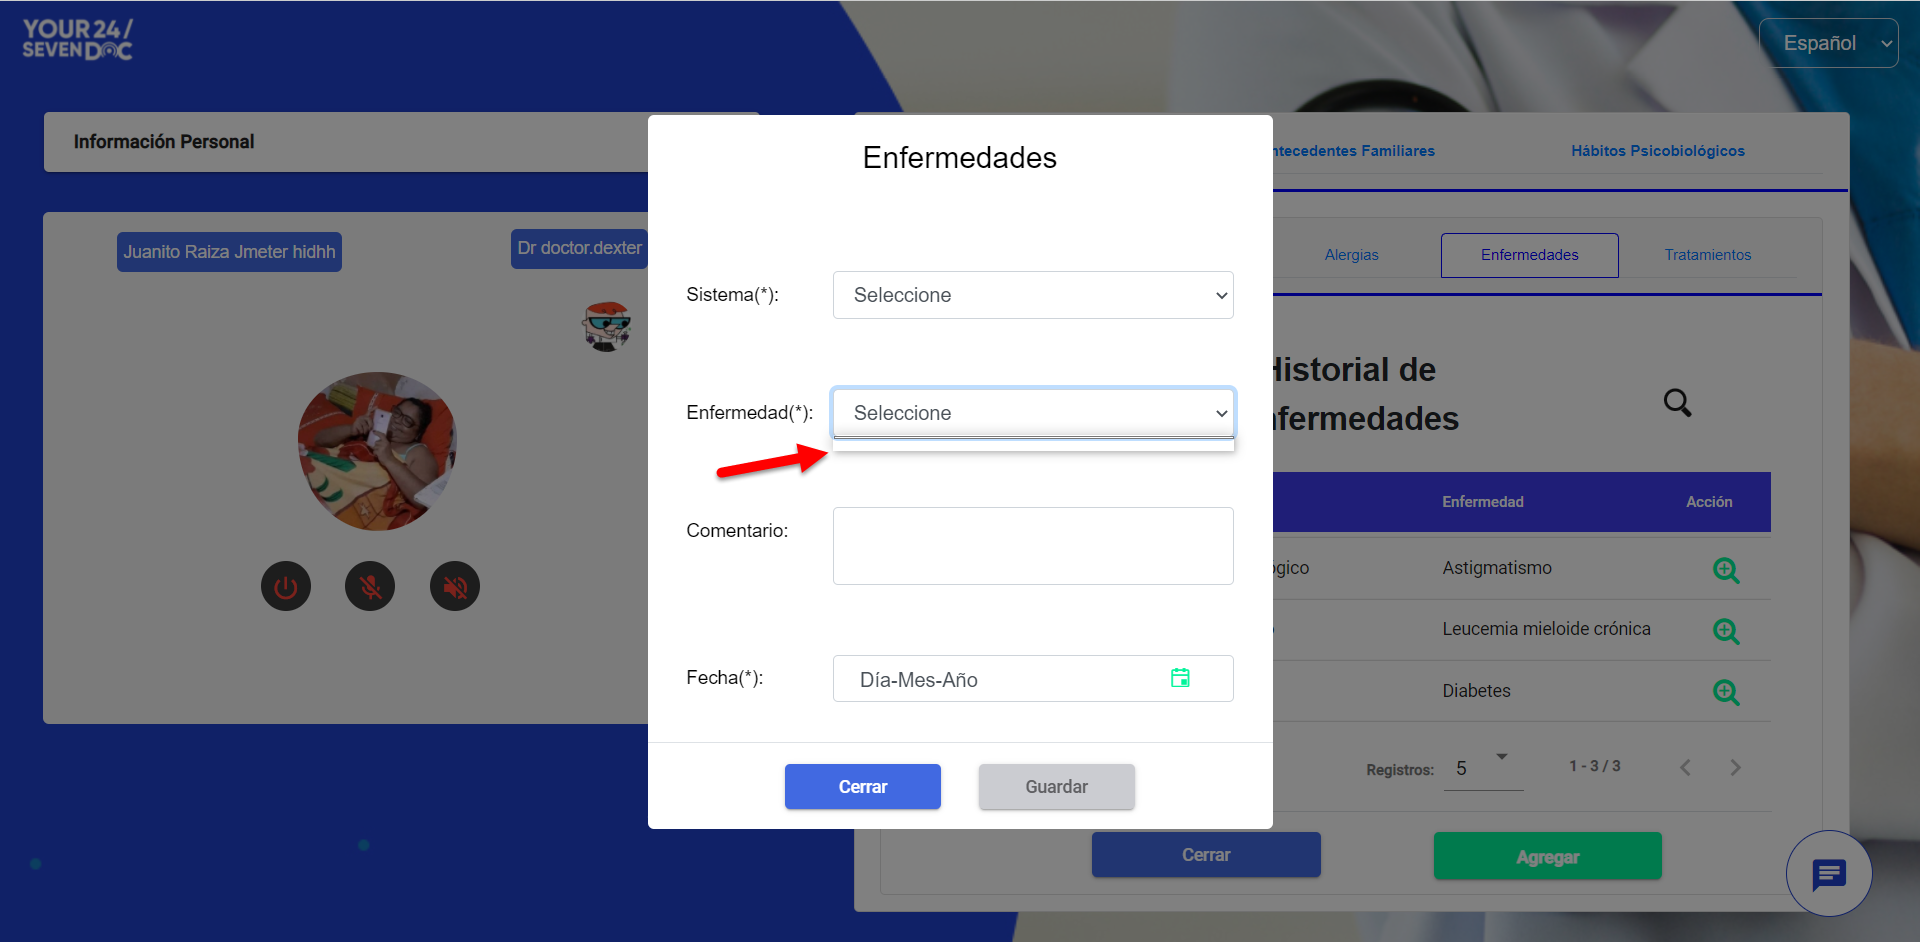 YOUR 24/
SEVEN DOC
Español
Información Personal
Juanito Raiza Jmeter hidhh
Dr doctor.dexter
Enfermedades
Sistema(*):
Seleccione
Enfermedad(*):
Seleccione
Comentario:
Fecha(*):
Día-Mes-Año
Cerrar
Guardar
ntecedentes Familiares
Hábitos Psicobiológicos
Alergias
Enfermedades
Tratamientos
Historial de
nfermedades
Enfermedad
Acción
ogico
Astigmatismo
Leucemia mieloide crónica
Diabetes
Registros:
5
1 - 3 / 3
Cerrar
Agregar